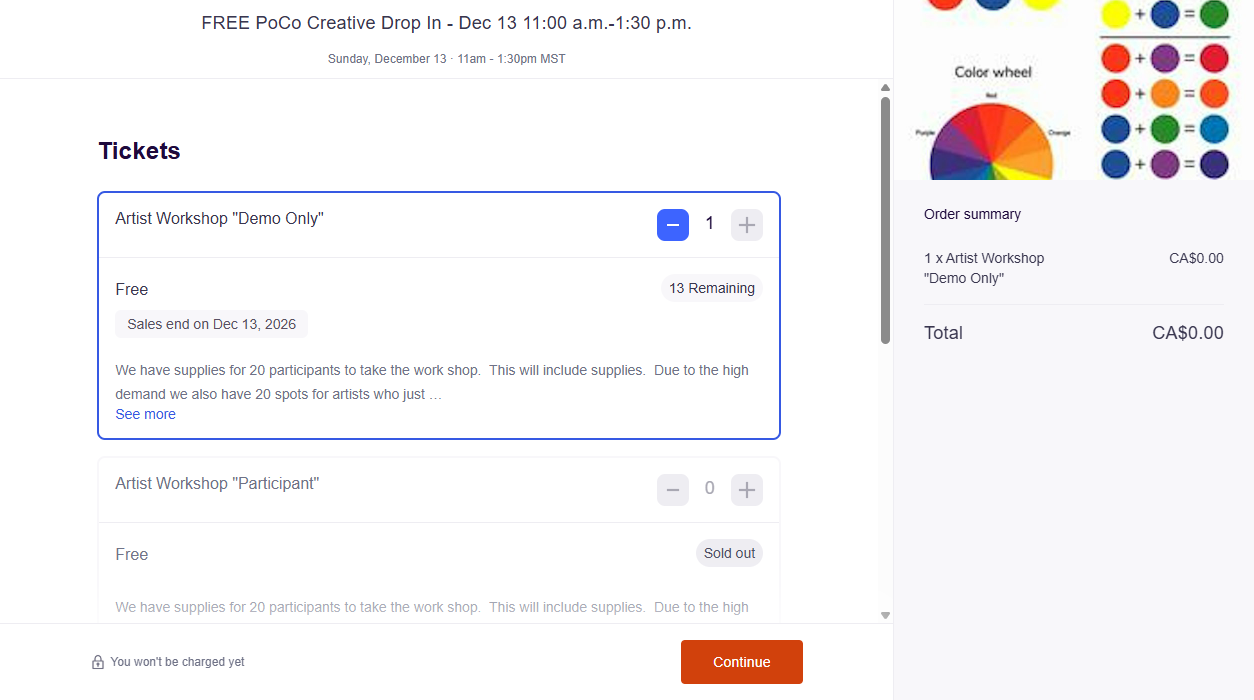 FREE PoCo Creative Drop In - Dec 13 11:00 a.m.-1:30 p.m.
Sunday, December 13 · 11am - 1:30pm MST
Tickets
Artist Workshop "Demo Only"
1
Free
13 Remaining
Sales end on Dec 13, 2026
We have supplies for 20 participants to take the work shop.  This will include supplies.  Due to the high
demand we also have 20 spots for artists who just …
See more
Artist Workshop "Participant"
0
Free
Sold out
We have supplies for 20 participants to take the work shop.  This will include supplies.  Due to the high
You won't be charged yet
Continue
Color wheel
Red
Purple
Orange
+ =
+ =
+ =
+ =
+ =
Order summary
1 x Artist Workshop
"Demo Only"
CA$0.00
Total
CA$0.00